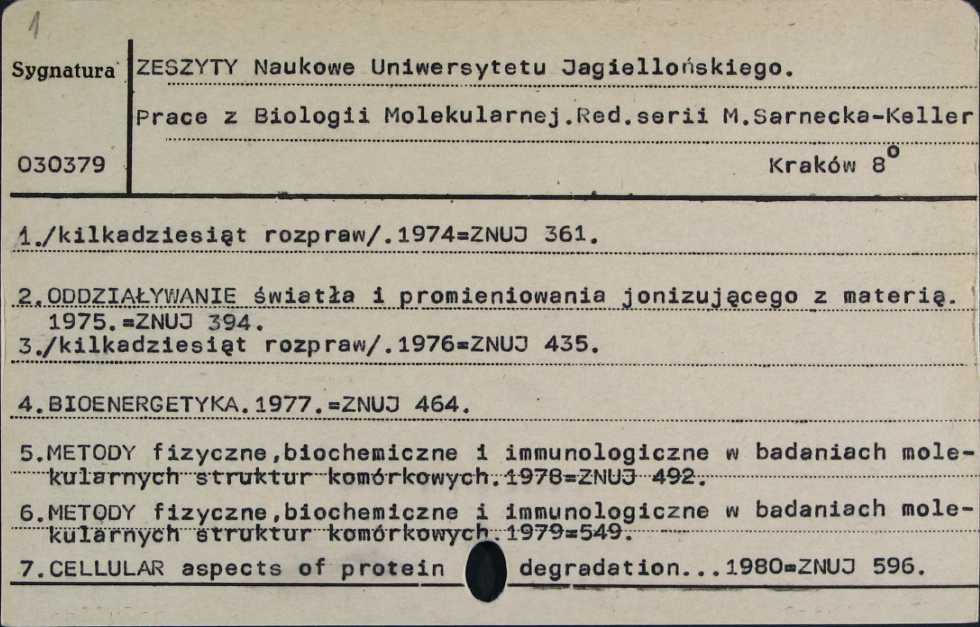 1
Sygnatura ZESZYTY Naukowe Uniwersytetu Jagiellońskiego.
Prace z Biologii Molekularnej.Red.serii M.Sarnecka-Keller
030379 Kraków 8o
1./kilkadziesiąt rozpraw/.1974=ZNUJ 361.
2.ODDZIAŁYWANIE światła i promieniowania jonizującego z materią.
1975.=ZNUJ 394.
3./kilkadziesiąt rozpraw/.1976=ZNUJ 435.
4.BIOENERGETYKA.1977.=ZNUJ 464.
5.METODY fizyczne,biochemiczne i immunologiczne w badaniach mole-
kularnych struktur komórkowych.1978=ZNUJ 492.
6.METODY fizyczne,biochemiczne i immunologiczne w badaniach mole-
kularnych struktur komórkowych.1979=549.
7.CELLULAR aspects of protein degradation...1980=ZNUJ 596.